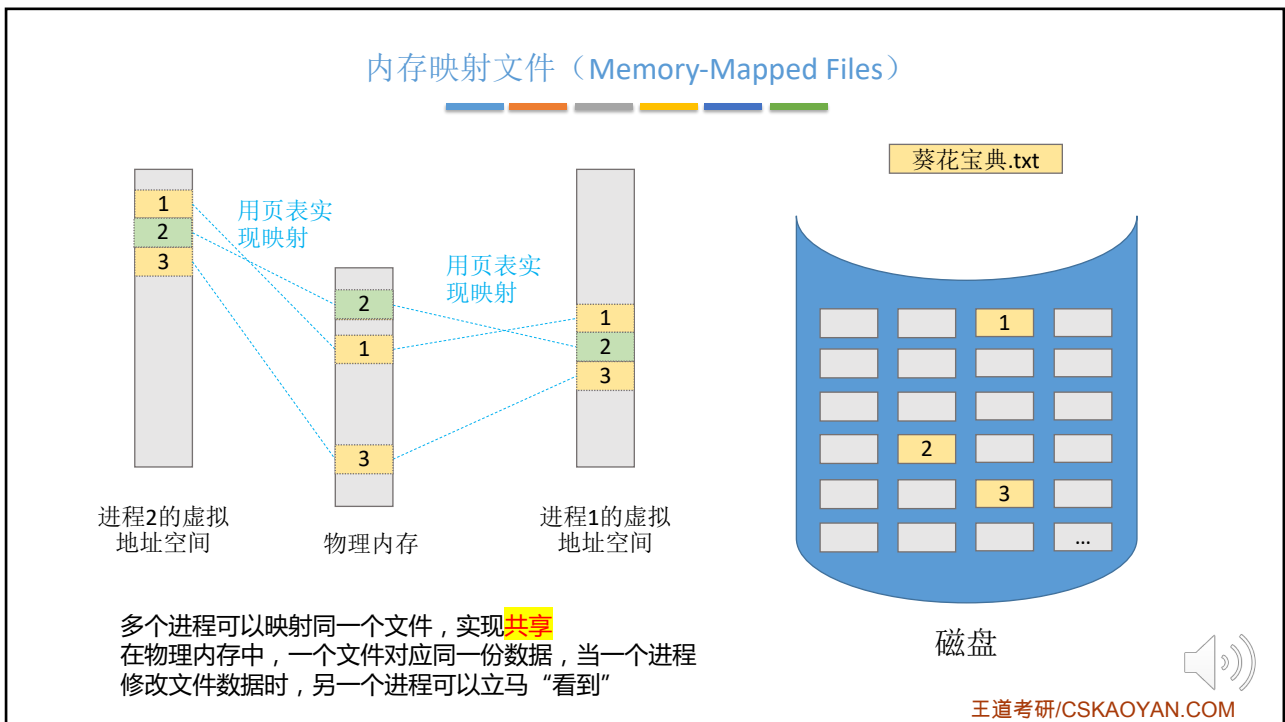 内存映射文件（Memory-Mapped Files）
葵花宝典.txt
1
2
3
用页表实
现映射
2
1
3
用页表实
现映射
1
2
3
1
2
3
...
进程2的虚拟
地址空间
物理内存
进程1的虚拟
地址空间
磁盘
多个进程可以映射同一个文件，实现共享
在物理内存中，一个文件对应同一份数据，当一个进程
修改文件数据时，另一个进程可以立马“看到”
王道考研/CSKAOYAN.COM